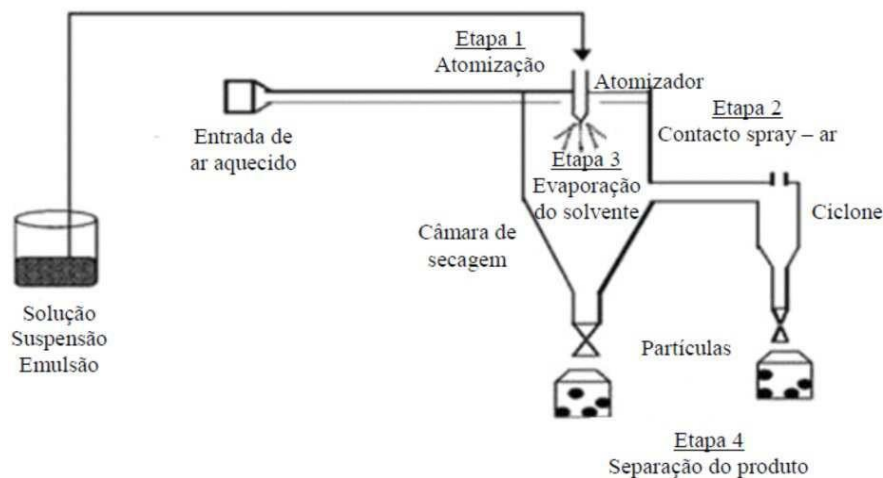 Etapa 1
Atomização
Atomizador
Etapa 2
Contacto spray – ar
Entrada de
ar aquecido
Etapa 3
Evaporação
do solvente
Ciclone
Câmara de
secagem
Solução
Suspensão
Emulsão
Partículas
Etapa 4
Separação do produto